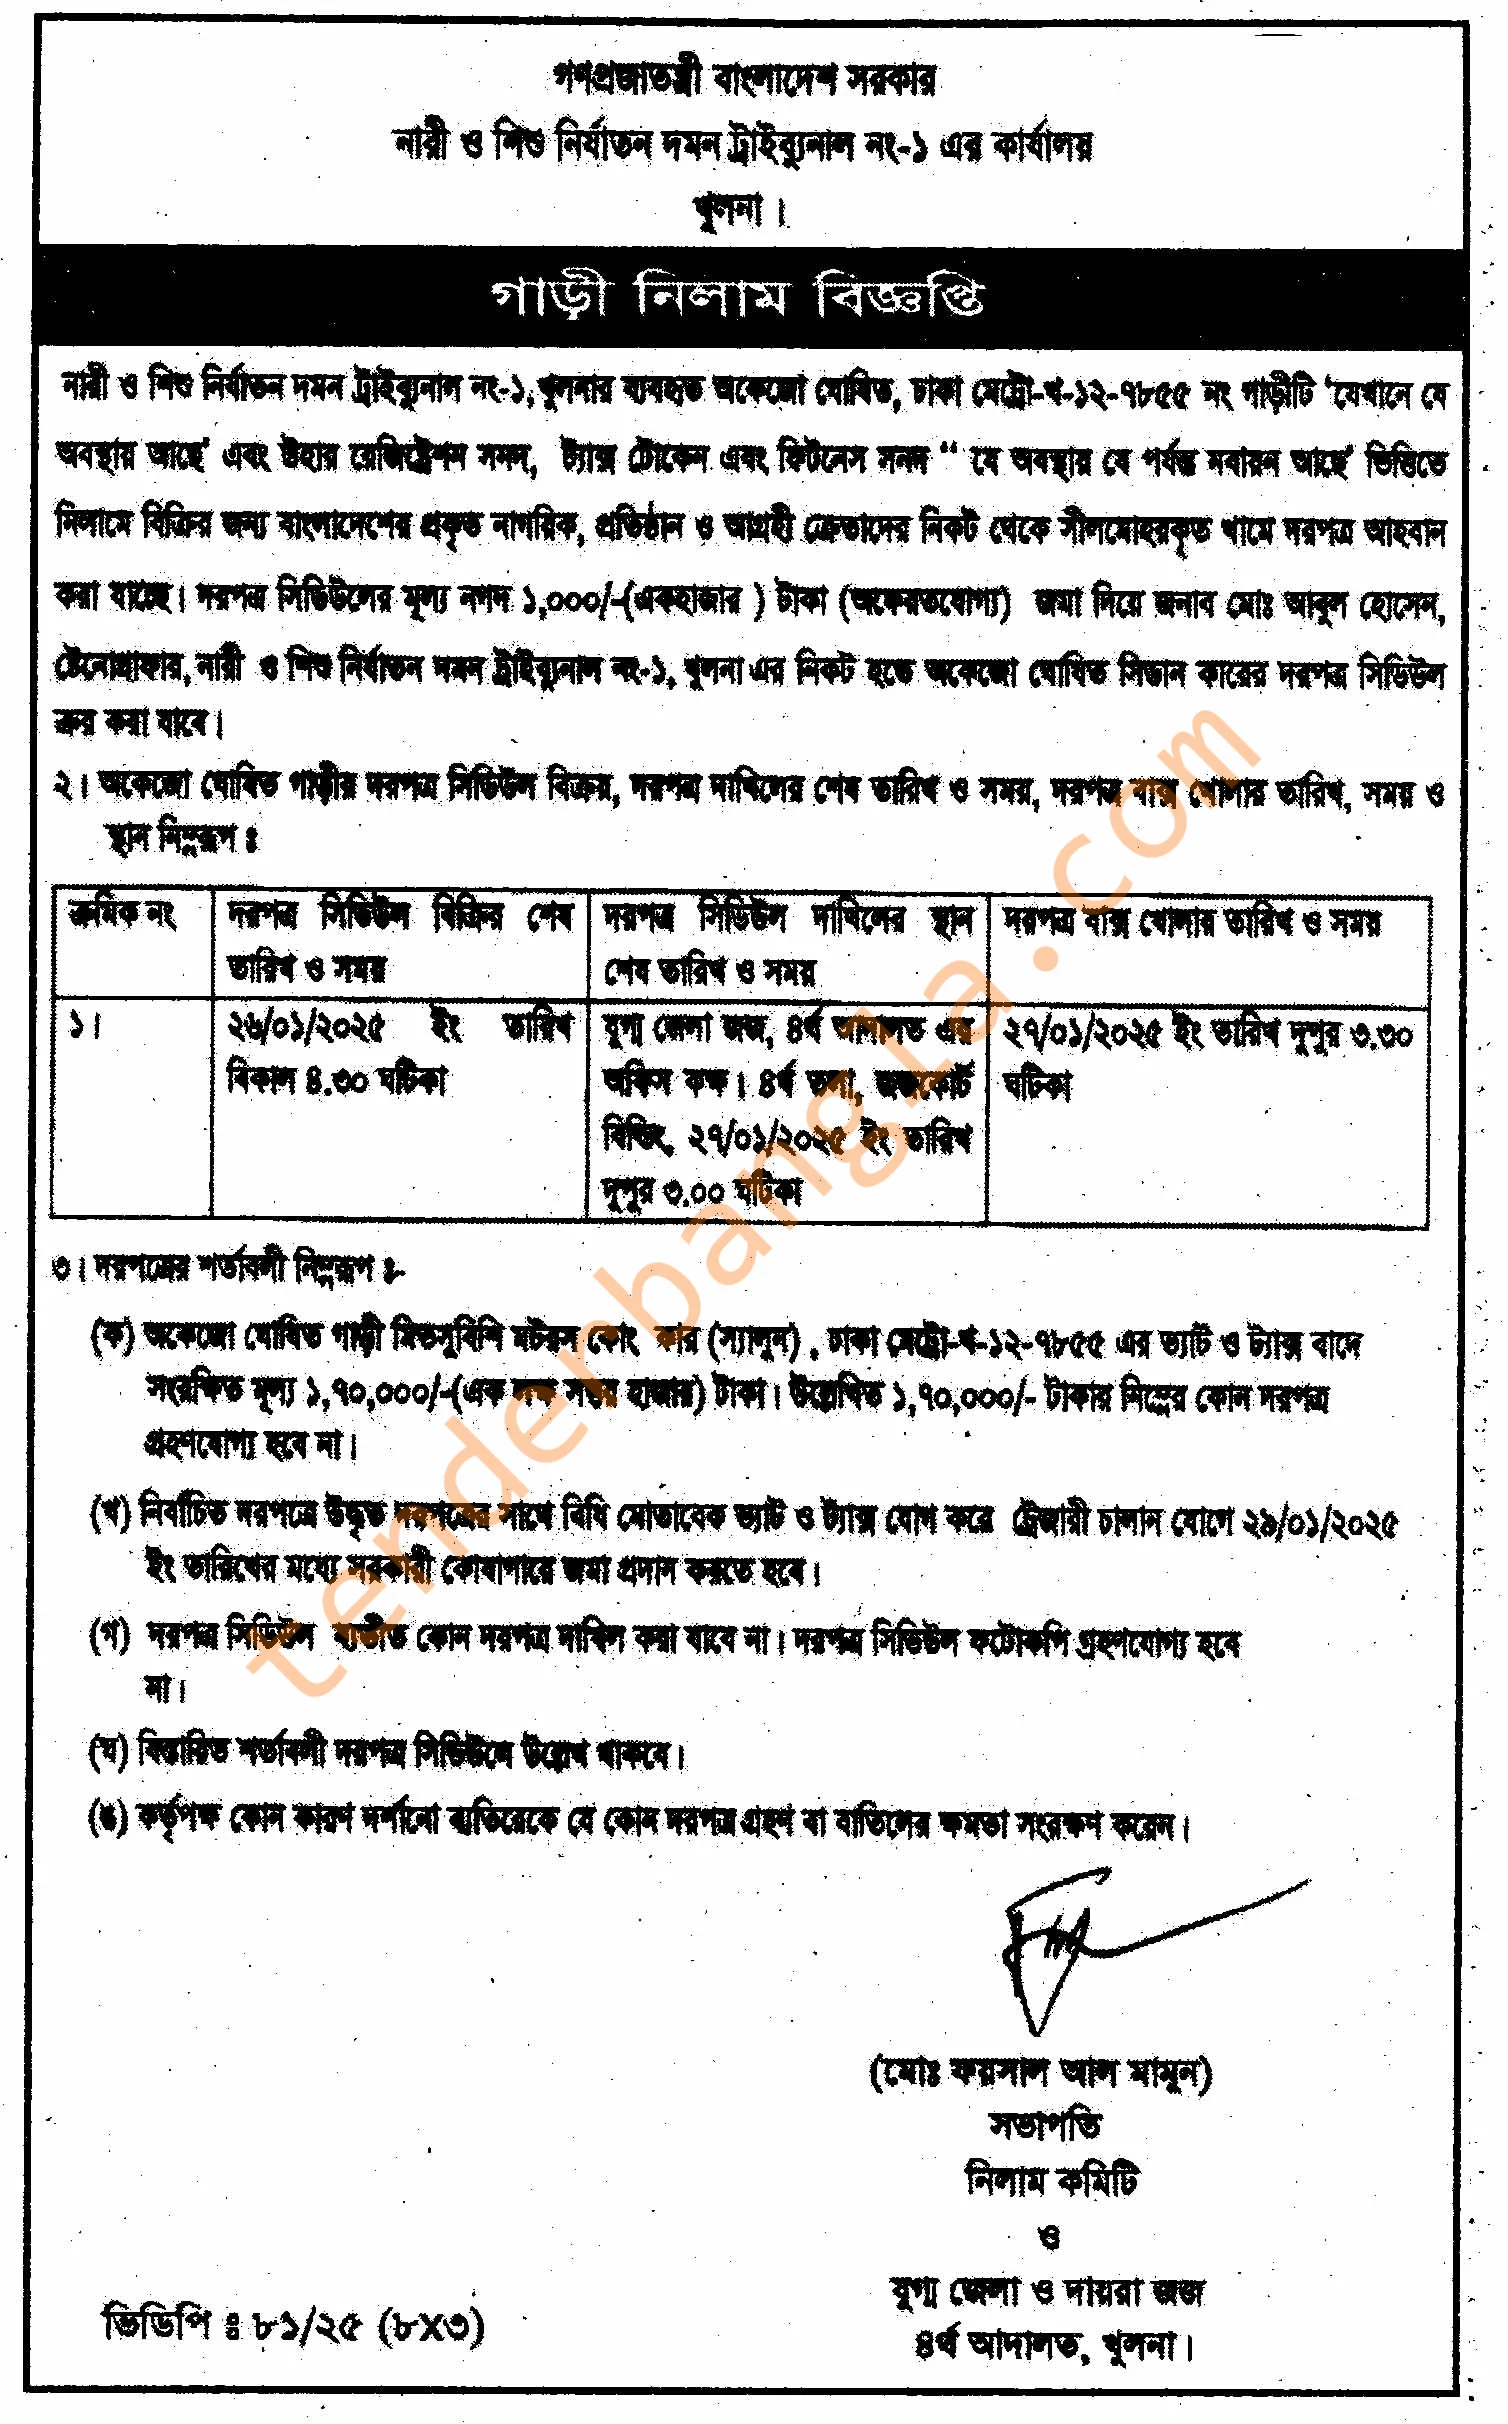 গণপ্রজাতন্ত্রী বাংলাদেশ সরকার
নারী ও শিশু নির্যাতন দমন ট্রাইব্যুনাল নং-১ এর কার্যালয়
খুলনা।
গাড়ী নিলাম বিজ্ঞপ্তি
নারী ও শিশু নির্যাতন দমন ট্রাইব্যুনাল নং-১,খুলনার ব্যবহৃত অকেজো ঘোষিত, ঢাকা মেট্রো-খ-১২-৭৮৫৫ নং গাড়ীটি ‘যেখানে যে
অবস্থায় আছে’ এবং উহার রেজিষ্ট্রেশন সনদ, ট্যাক্স টোকেন এবং ফিটনেস সনদ “ যে অবস্থায় যে পর্যন্ত নবায়ন আছে’ ভিত্তিতে
নিলামে বিক্রির জন্য বাংলাদেশের প্রকৃত নাগরিক, প্রতিষ্ঠান ও আগ্রহী ক্রেতাদের নিকট থেকে সীলমোহরকৃত খামে দরপত্র আহবান
করা যাচ্ছে। দরপত্র সিডিউলের মূল্য নগদ ১,০০০/-(একহাজার ) টাকা (অফেরতযোগ্য) জমা দিয়ে জনাব মোঃ আবুল হোসেন,
ষ্টেনোগ্রাফার, নারী ও শিশু নির্যাতন দমন ট্রাইব্যুনাল নং-১, খুলনা এর নিকট হতে অকেজো ঘোষিত সিডান কারের দরপত্র সিডিউল
ক্রয় করা যাবে।
২। অকেজো ঘোষিত গাড়ীর দরপত্র সিডিউল বিক্রয়, দরপত্র দাখিলের শেষ তারিখ ও সময়, দরপত্র বাক্স খোলার তারিখ, সময় ও
স্থান নিম্নরূপ ঃ
ক্রমিক নং
দরপত্র সিডিউল বিক্রির শেষ
তারিখ ও সময়
দরপত্র সিডিউল দাখিলের স্থান
শেষ তারিখ ও সময়
দরপত্র বাক্স খোলার তারিখ ও সময়
১।
২৬/০১/২০২৫ ইং তারিখ
বিকাল ৪.৩০ ঘটিকা
যুগ্ম জেলা জজ, ৪র্থ আদালত এর
অফিস কক্ষ। ৪র্থ তলা, জজকোর্ট
বিল্ডিং, ২৭/০১/২০২৫ ইং তারিখ
দুপুর ৩.০০ ঘটিকা
২৭/০১/২০২৫ ইং তারিখ দুপুর ৩.৩০
ঘটিকা
৩। দরপত্রের শর্তাবলী নিম্নরূপ ঃ-
(ক) অকেজো ঘোষিত গাড়ী মিতসুবিশি মটরস কোং কার (স্যালুন) , ঢাকা মেট্রো-খ-১২-৭৮৫৫ এর ভ্যাট ও ট্যাক্স বাদে
সংরক্ষিত মূল্য ১,৭০,০০০/-(এক লক্ষ সত্তর হাজার) টাকা। উল্লেখিত ১,৭০,০০০/- টাকার নিম্নের কোন দরপত্র
গ্রহণযোগ্য হবে না।
(খ) নির্বাচিত দরপত্রে উদ্ধৃত দরপত্রের সাথে বিধি মোতাবেক ভ্যাট ও ট্যাক্স যোগ করে ট্রেজারী চালান যোগে ২৯/০১/২০২৫
ইং তারিখের মধ্যে সরকারী কোষাগারে জমা প্রদান করতে হবে।
(গ) দরপত্র সিডিউল ব্যতীত কোন দরপত্র দাখিল করা যাবে না। দরপত্র সিডিউল ফটোকপি গ্রহণযোগ্য হবে
না।
(ঘ) বিস্তারিত শর্তাবলী দরপত্র সিডিউলে উল্লেখ থাকবে।
(ঙ) কর্তৃপক্ষ কোন কারণ দর্শানো ব্যতিরেকে যে কোন দরপত্র গ্রহণ বা বাতিলের ক্ষমতা সংরক্ষণ করেন।
(মোঃ ফয়সাল আল মামুন)
সভাপতি
নিলাম কমিটি
ও
যুগ্ম জেলা ও দায়রা জজ
৪র্থ আদালত, খুলনা।
ভিডিপি ঃ ৮১/২৫ (৮X৩)
tenderbangla.com